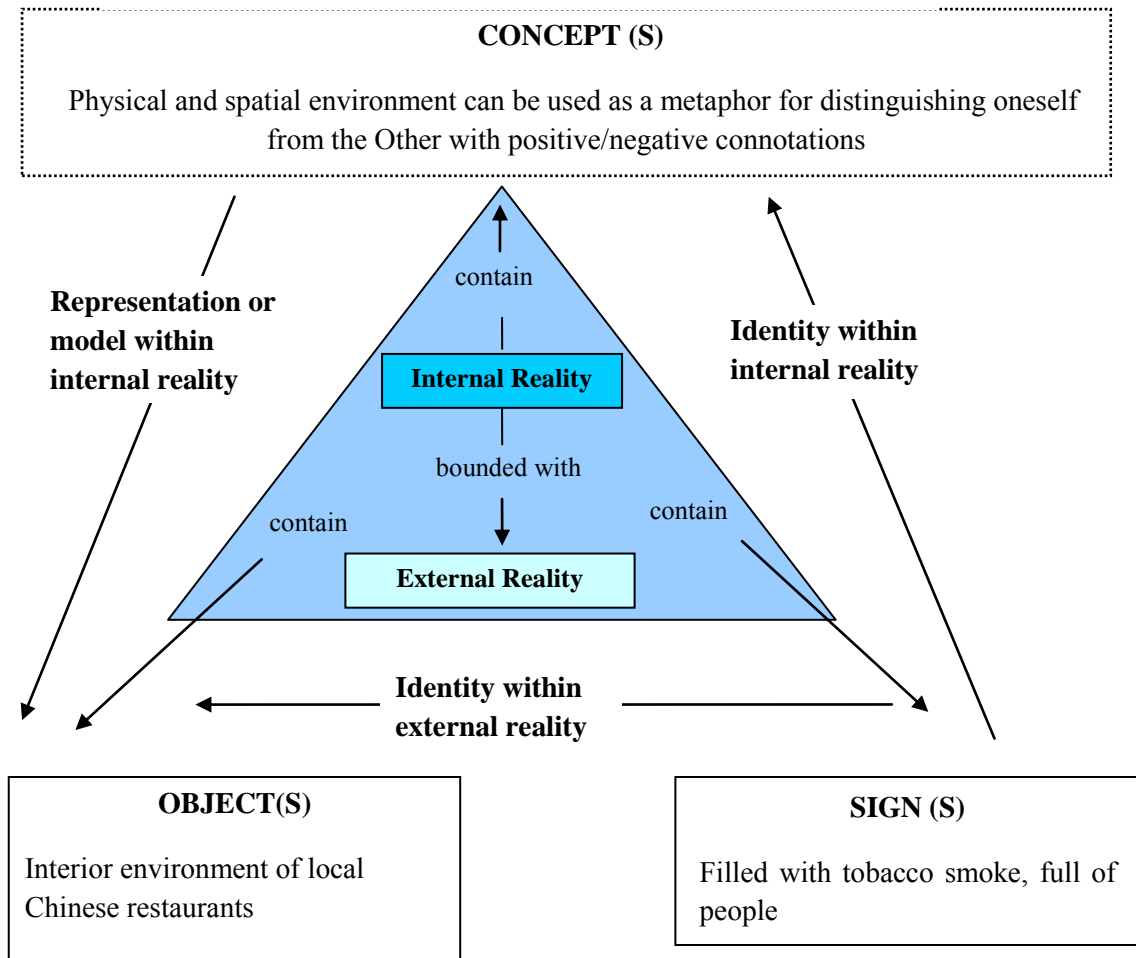 CONCEPT (S)
Physical and spatial environment can be used as a metaphor for distinguishing oneself
from the Other with positive/negative connotations
contain
Representation or
model within
internal reality
Identity within
internal reality
Internal Reality
bounded with
contain
contain
External Reality
Identity within
external reality
OBJECT(S)
Interior environment of local
Chinese restaurants
SIGN (S)
Filled with tobacco smoke, full of
people